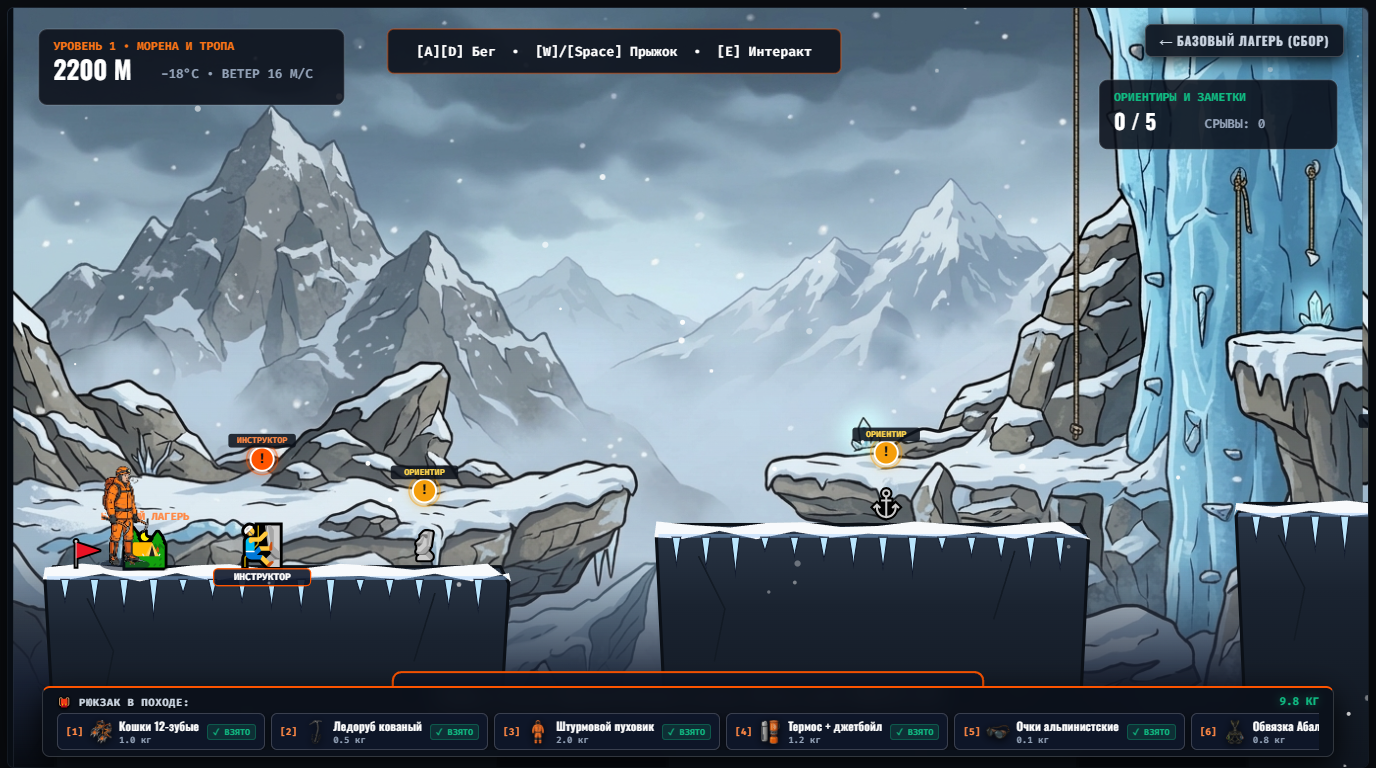 УРОВЕНЬ 1 • МОРЕНА И ТРОПА
2200 М
-18°C • ВЕТЕР 16 М/С
[A][D] Бег • [W]/[Space] Прыжок • [E] Интеракт
← БАЗОВЫЙ ЛАГЕРЬ (СБОР)
ОРИЕНТИРЫ И ЗАМЕТКИ
0 / 5
СРЫВЫ: 0
ИНСТРУКТОР
!
ОРИЕНТИР
!
ОРИЕНТИР
!
Й ЛАГЕРЬ
ИНСТРУКТОР
РЮКЗАК В ПОХОДЕ:
9.8 КГ
[1] Кошки 12-зубые
1.0 кг
✓ ВЗЯТО
[2] Ледоруб кованый
0.5 кг
✓ ВЗЯТО
[3] Штурмовой пуховик
2.0 кг
✓ ВЗЯТО
[4] Термос + джетбойл
1.2 кг
✓ ВЗЯТО
[5] Очки альпинистские
0.1 кг
✓ ВЗЯТО
[6] Обвязка Абал
0.8 кг